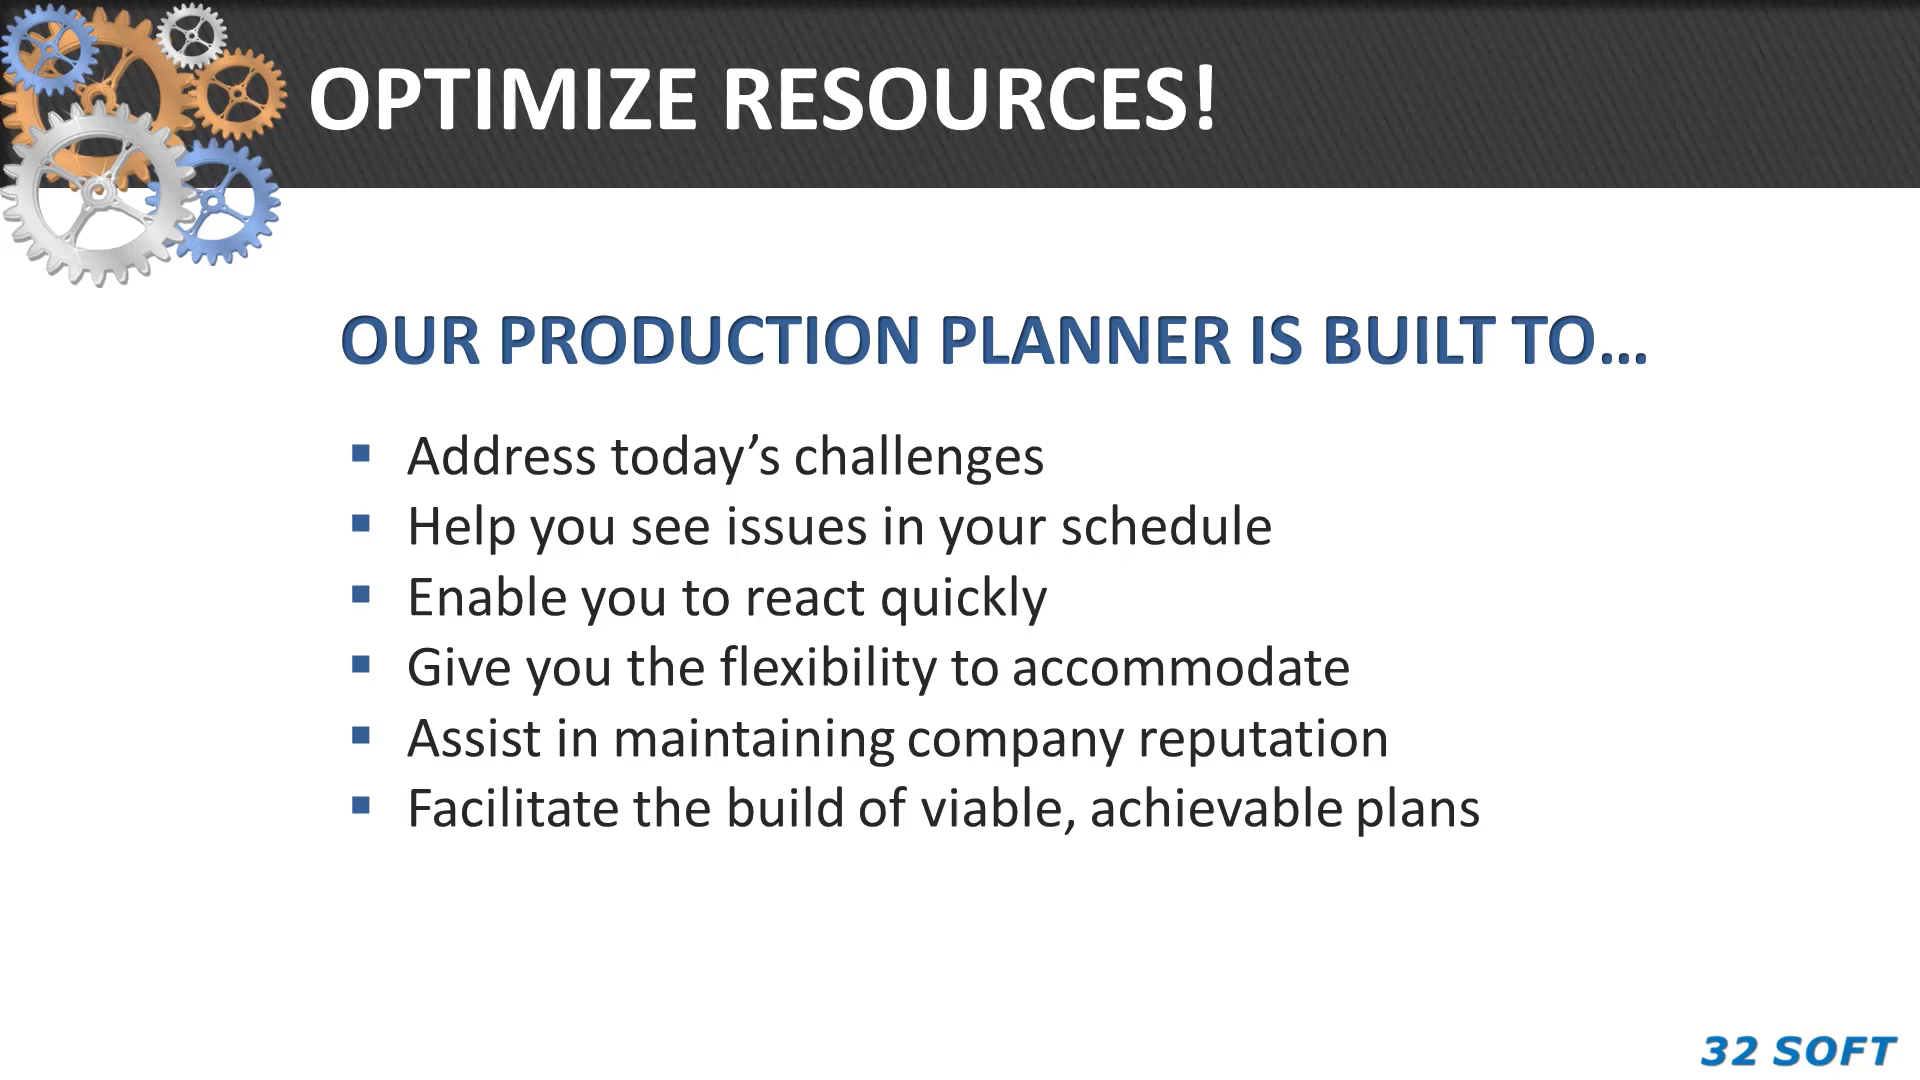 OPTIMIZE RESOURCES!
OUR PRODUCTION PLANNER IS BUILT TO…
▪ Address today’s challenges
▪ Help you see issues in your schedule
▪ Enable you to react quickly
▪ Give you the flexibility to accommodate
▪ Assist in maintaining company reputation
▪ Facilitate the build of viable, achievable plans
32 SOFT